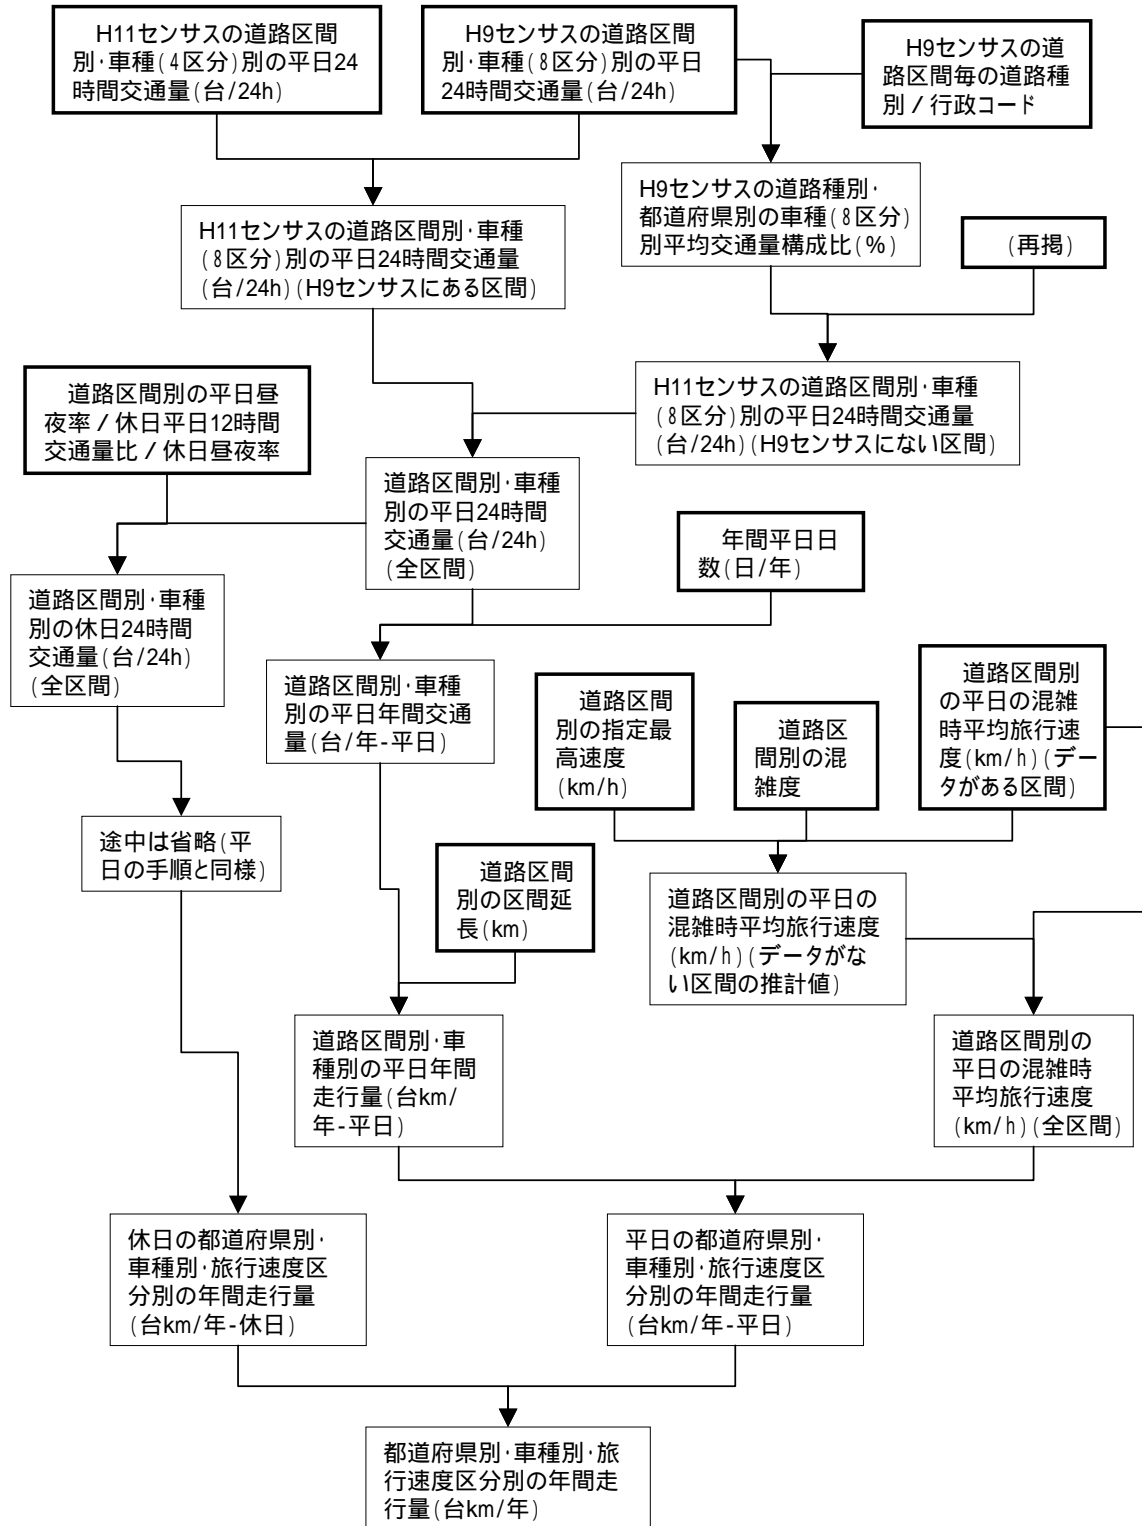 H11センサスの道路区間
別・車種(4区分)別の平日24
時間交通量(台/24h)
H9センサスの道路区間
別・車種(8区分)別の平日
24時間交通量(台/24h)
H9センサスの道
路区間毎の道路種
別/行政コード
H9センサスの道路種別・
都道府県別の車種(8区分)
別平均交通量構成比(%)
(再掲)
H11センサスの道路区間別・車種
(8区分)別の平日24時間交通量
(台/24h)(H9センサスにある区間)
道路区間別の平日昼
夜率/休日平日12時間
交通量比/休日昼夜率
H11センサスの道路区間別・車種
(8区分)別の平日24時間交通量
(台/24h)(H9センサスにない区間)
道路区間別・車種
別の平日24時間
交通量(台/24h)
(全区間)
年間平日日
数(日/年)
道路区間別・車種
別の休日24時間
交通量(台/24h)
(全区間)
道路区間別・車種
別の平日年間交通
量(台/年-平日)
道路区間
別の指定最
高速度
(km/h)
道路区
間別の混
雑度
道路区間別
の平日の混雑
時平均旅行速
度(km/h)(デー
タがある区間)
途中は省略(平
日の手順と同様)
道路区間
別の区間延
長(km)
道路区間別の平日の
混雑時平均旅行速度
(km/h)(データがな
い区間の推計値)
道路区間別・車
種別の平日年間
走行量(台km/
年-平日)
道路区間別の
平日の混雑時
平均旅行速度
(km/h)(全区間)
休日の都道府県別・
車種別・旅行速度区
分別の年間走行量
(台km/年-休日)
平日の都道府県別・
車種別・旅行速度区
分別の年間走行量
(台km/年-平日)
都道府県別・車種別・旅
行速度区分別の年間走
行量(台km/年)